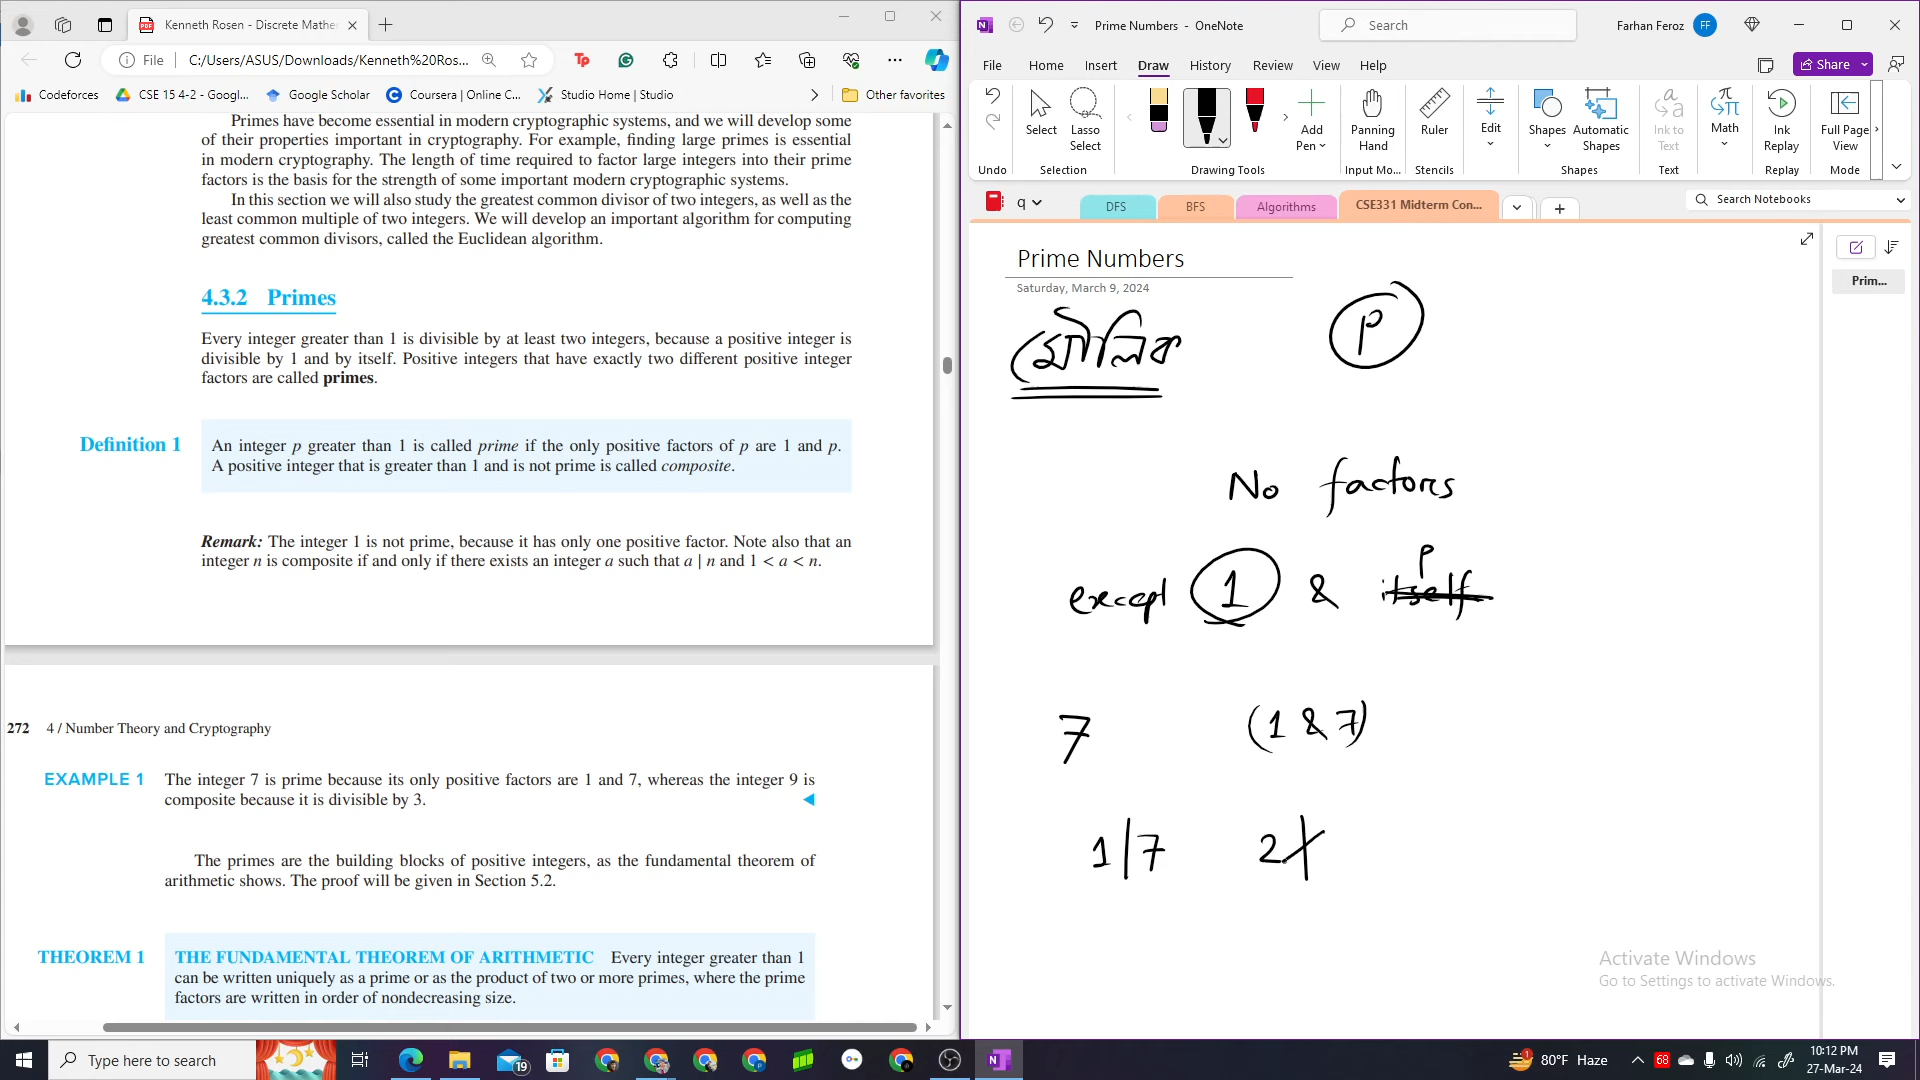 Kenneth Rosen - Discrete Mathe
File
C:/Users/ASUS/Downloads/Kenneth%20Ros...
Codeforces
CSE 15 4-2 - Googl...
Google Scholar
Coursera | Online C...
Studio Home | Studio
Other favorites
Primes have become essential in modern cryptographic systems, and we will develop some
of their properties important in cryptography. For example, finding large primes is essential
in modern cryptography. The length of time required to factor large integers into their prime
factors is the basis for the strength of some important modern cryptographic systems.
In this section we will also study the greatest common divisor of two integers, as well as the
least common multiple of two integers. We will develop an important algorithm for computing
greatest common divisors, called the Euclidean algorithm.
4.3.2 Primes
Every integer greater than 1 is divisible by at least two integers, because a positive integer is
divisible by 1 and by itself. Positive integers that have exactly two different positive integer
factors are called primes.
Definition 1
An integer p greater than 1 is called prime if the only positive factors of p are 1 and p.
A positive integer that is greater than 1 and is not prime is called composite.
Remark: The integer 1 is not prime, because it has only one positive factor. Note also that an
integer n is composite if and only if there exists an integer a such that a | n and 1 < a < n.
272 4 / Number Theory and Cryptography
EXAMPLE 1 The integer 7 is prime because its only positive factors are 1 and 7, whereas the integer 9 is
composite because it is divisible by 3.
The primes are the building blocks of positive integers, as the fundamental theorem of
arithmetic shows. The proof will be given in Section 5.2.
THEOREM 1
THE FUNDAMENTAL THEOREM OF ARITHMETIC Every integer greater than 1
can be written uniquely as a prime or as the product of two or more primes, where the prime
factors are written in order of nondecreasing size.
Prime Numbers - OneNote
Search
Farhan Feroz
FF
File Home Insert Draw History Review View Help
Share
Select
Lasso Select
Add Pen
Panning Hand
Ruler
Edit
Shapes
Automatic Shapes
Ink to Text
Math
Ink Replay
Full Page View
Undo
Selection
Drawing Tools
Input Mo...
Stencils
Shapes
Text
Replay
Mode
q
DFS
BFS
Algorithms
CSE331 Midterm Con...
Search Notebooks
Prime Numbers
Saturday, March 9, 2024
Prim...
মৌলিক
P
No factors
P
except 1 & itself
7 (1 & 7)
1|7 2
Activate Windows
Go to Settings to activate Windows.
Type here to search
19
80°F Haze
68
10:12 PM
27-Mar-24